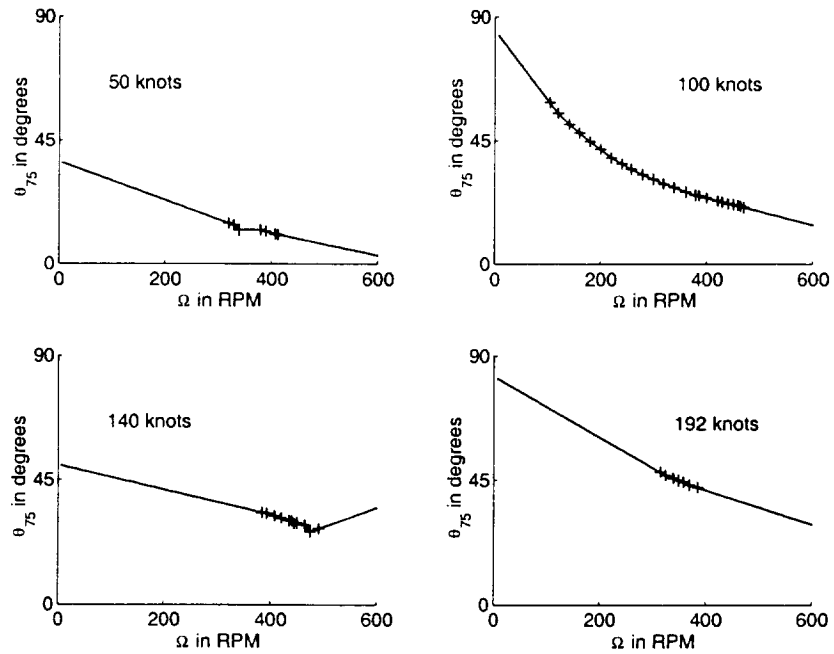 90
45
0
θ75 in degrees
50 knots
0 200 400 600
Ω in RPM
90
45
0
θ75 in degrees
100 knots
0 200 400 600
Ω in RPM
90
45
0
θ75 in degrees
140 knots
0 200 400 600
Ω in RPM
90
45
0
θ75 in degrees
192 knots
0 200 400 600
Ω in RPM